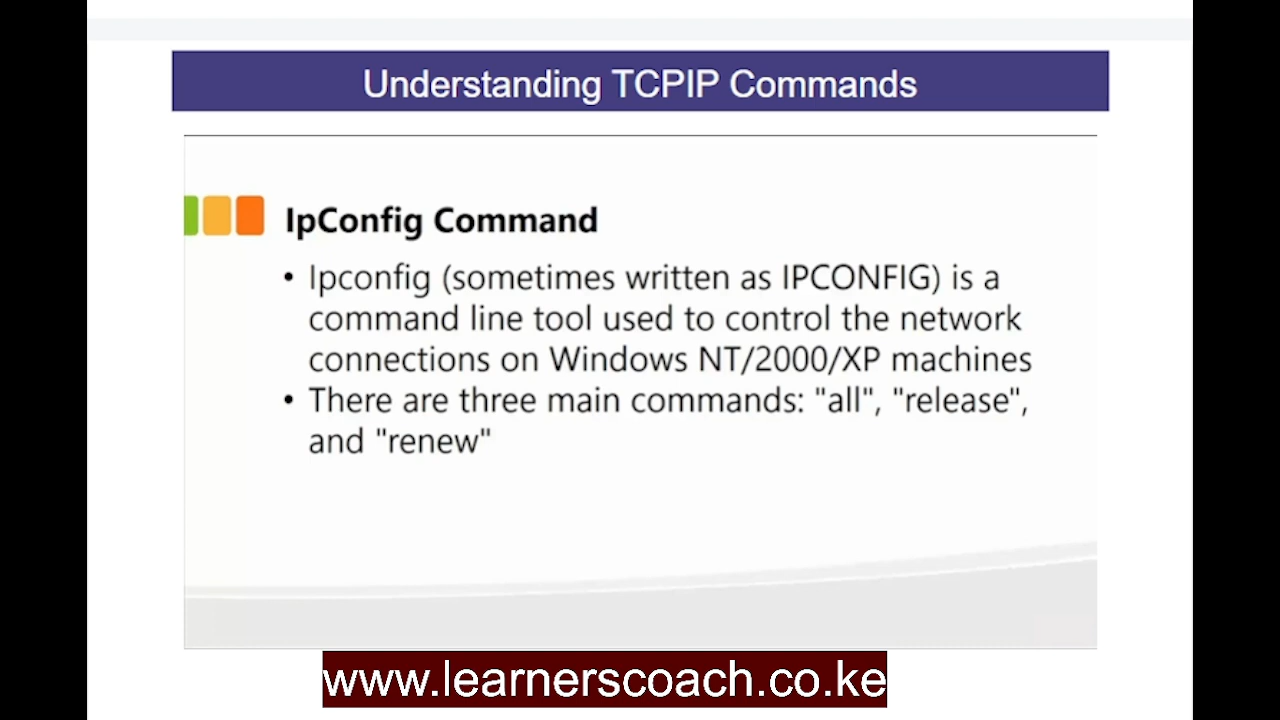 Understanding TCPIP Commands
IpConfig Command
• Ipconfig (sometimes written as IPCONFIG) is a
command line tool used to control the network
connections on Windows NT/2000/XP machines
• There are three main commands: "all", "release",
and "renew"
www.learnerscoach.co.ke